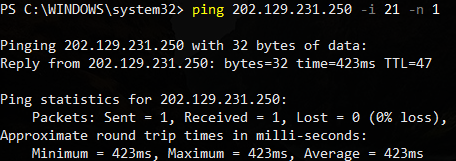 PS C:\WINDOWS\system32> ping 202.129.231.250 -i 21 -n 1
Pinging 202.129.231.250 with 32 bytes of data:
Reply from 202.129.231.250: bytes=32 time=423ms TTL=47
Ping statistics for 202.129.231.250:
    Packets: Sent = 1, Received = 1, Lost = 0 (0% loss),
Approximate round trip times in milli-seconds:
    Minimum = 423ms, Maximum = 423ms, Average = 423ms